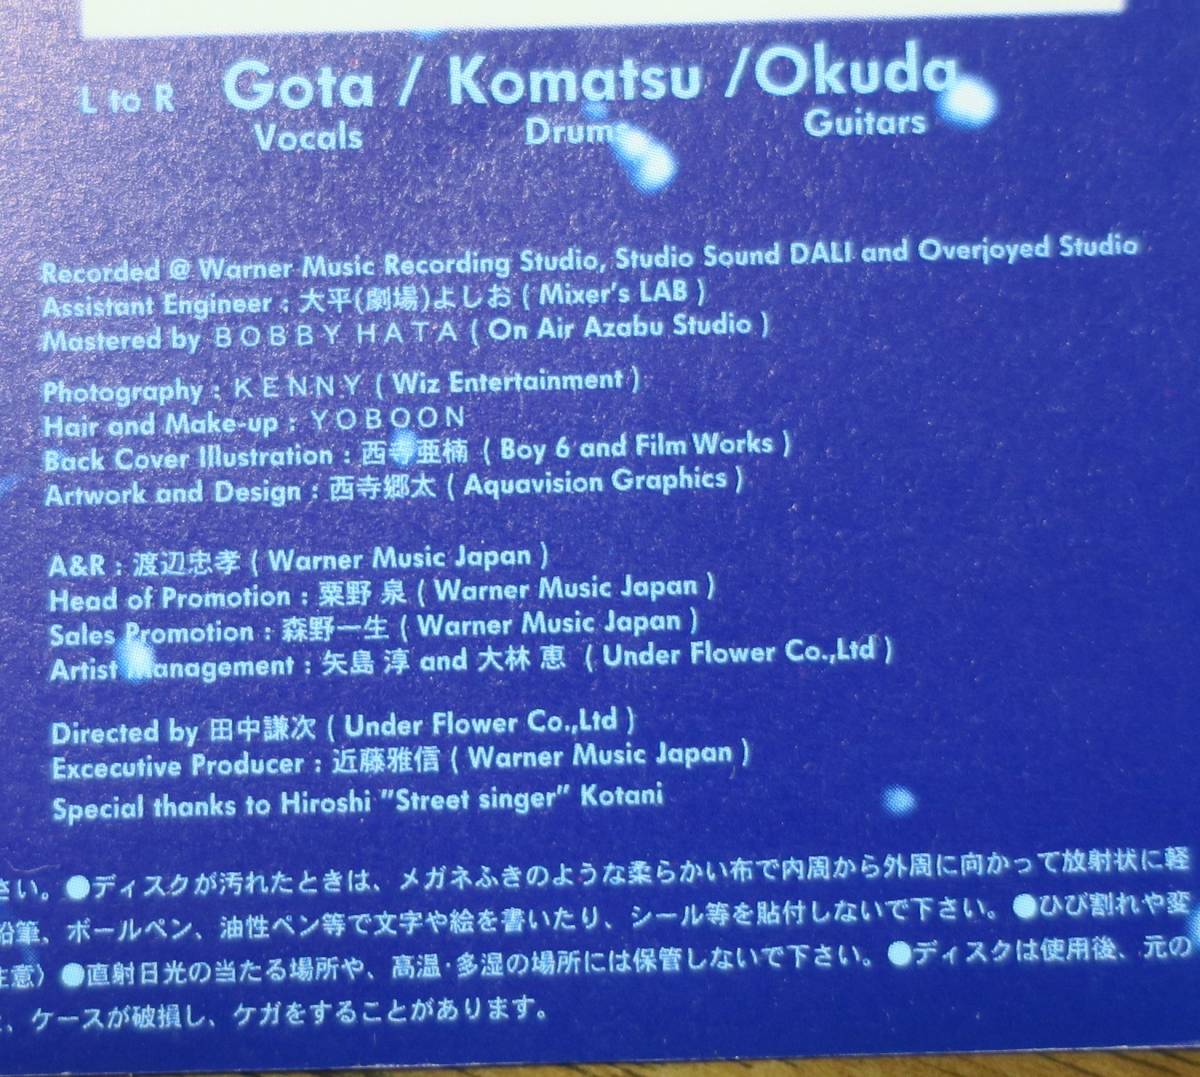 L to R Gota / Komatsu / Okuda
Vocals Drums Guitars
Recorded @ Warner Music Recording Studio, Studio Sound DALI and Overjoyed Studio
Assistant Engineer : 大平(劇場)よしお ( Mixer's LAB )
Mastered by ＢＯＢＢＹ ＨＡＴＡ ( On Air Azabu Studio )
Photography : ＫＥＮＮＹ ( Wiz Entertainment )
Hair and Make-up : ＹＯＢＯＯＮ
Back Cover Illustration : 西寺亜楠 ( Boy 6 and Film Works )
Artwork and Design : 西寺郷太 ( Aquavision Graphics )
A&R : 渡辺忠孝 ( Warner Music Japan )
Head of Promotion : 粟野 泉 ( Warner Music Japan )
Sales Promotion : 森野一生 ( Warner Music Japan )
Artist Management : 矢島 淳 and 大林 恵 ( Under Flower Co.,Ltd )
Directed by 田中謙次 ( Under Flower Co.,Ltd )
Excecutive Producer : 近藤雅信 ( Warner Music Japan )
Special thanks to Hiroshi "Street singer" Kotani
さい。●ディスクが汚れたときは、メガネふきのような柔らかい布で内周から外周に向かって放射状に軽
鉛筆、ボールペン、油性ペン等で文字や絵を書いたり、シール等を貼付しないで下さい。●ひび割れや変
注意）●直射日光の当たる場所や、高温・多湿の場所には保管しないで下さい。●ディスクは使用後、元の
、ケースが破損し、ケガをすることがあります。